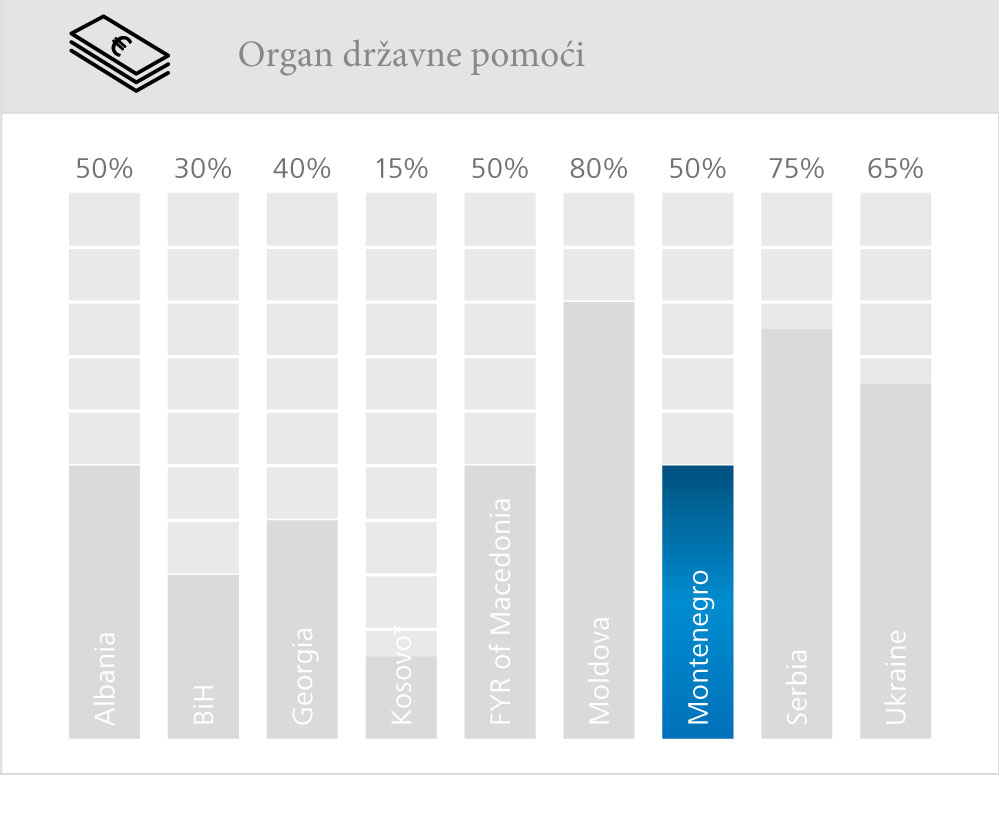 Organ državne pomoći
50% 30% 40% 15% 50% 80% 50% 75% 65%
Albania
BiH
Georgia
Kosovo*
FYR of Macedonia
Moldova
Montenegro
Serbia
Ukraine